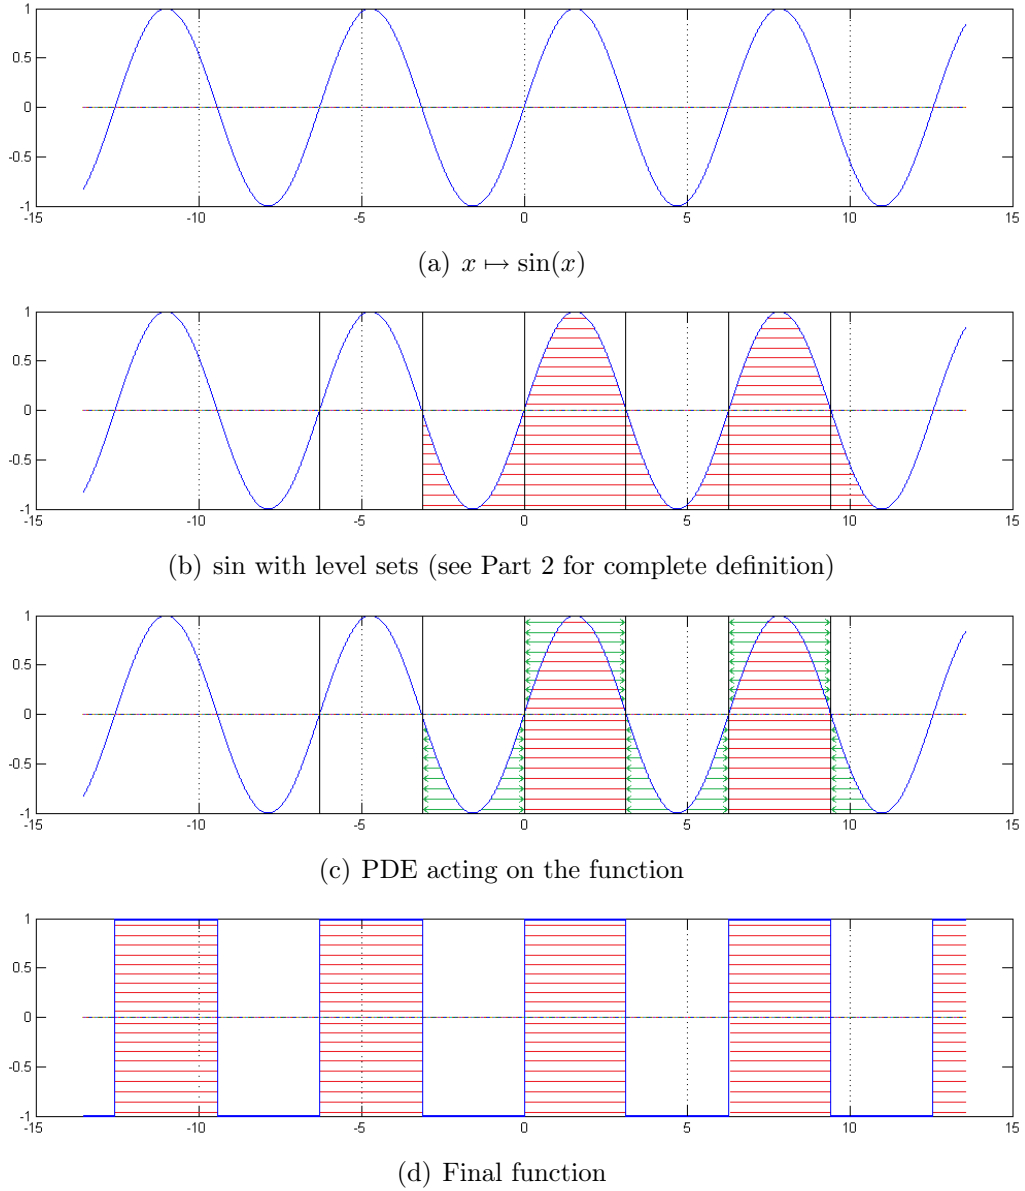 1
0.5
0
-0.5
-1
-15 -10 -5 0 5 10 15
(a) x ↦ sin(x)
1
0.5
0
-0.5
-1
-15 -10 -5 0 5 10 15
(b) sin with level sets (see Part 2 for complete definition)
1
0.5
0
-0.5
-1
-15 -10 -5 0 5 10 15
(c) PDE acting on the function
1
0.5
0
-0.5
-1
-15 -10 -5 0 5 10 15
(d) Final function